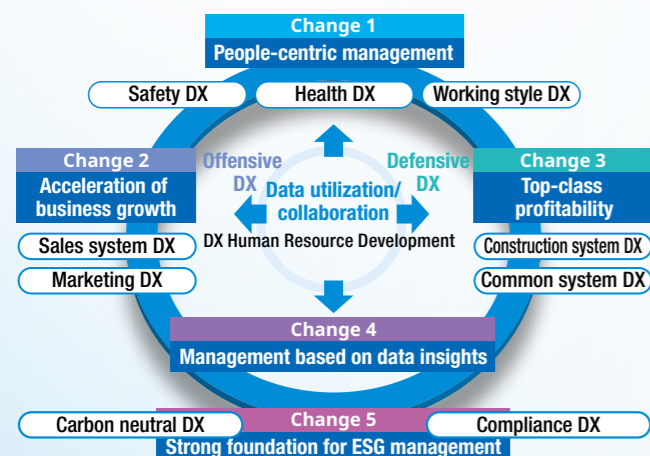 Change 1
People-centric management
Safety DX
Health DX
Working style DX
Change 2
Acceleration of
business growth
Sales system DX
Marketing DX
Offensive
DX
Defensive
DX
Data utilization/
collaboration
DX Human Resource Development
Change 3
Top-class
profitability
Construction system DX
Common system DX
Change 4
Management based on data insights
Carbon neutral DX
Change 5
Compliance DX
Strong foundation for ESG management